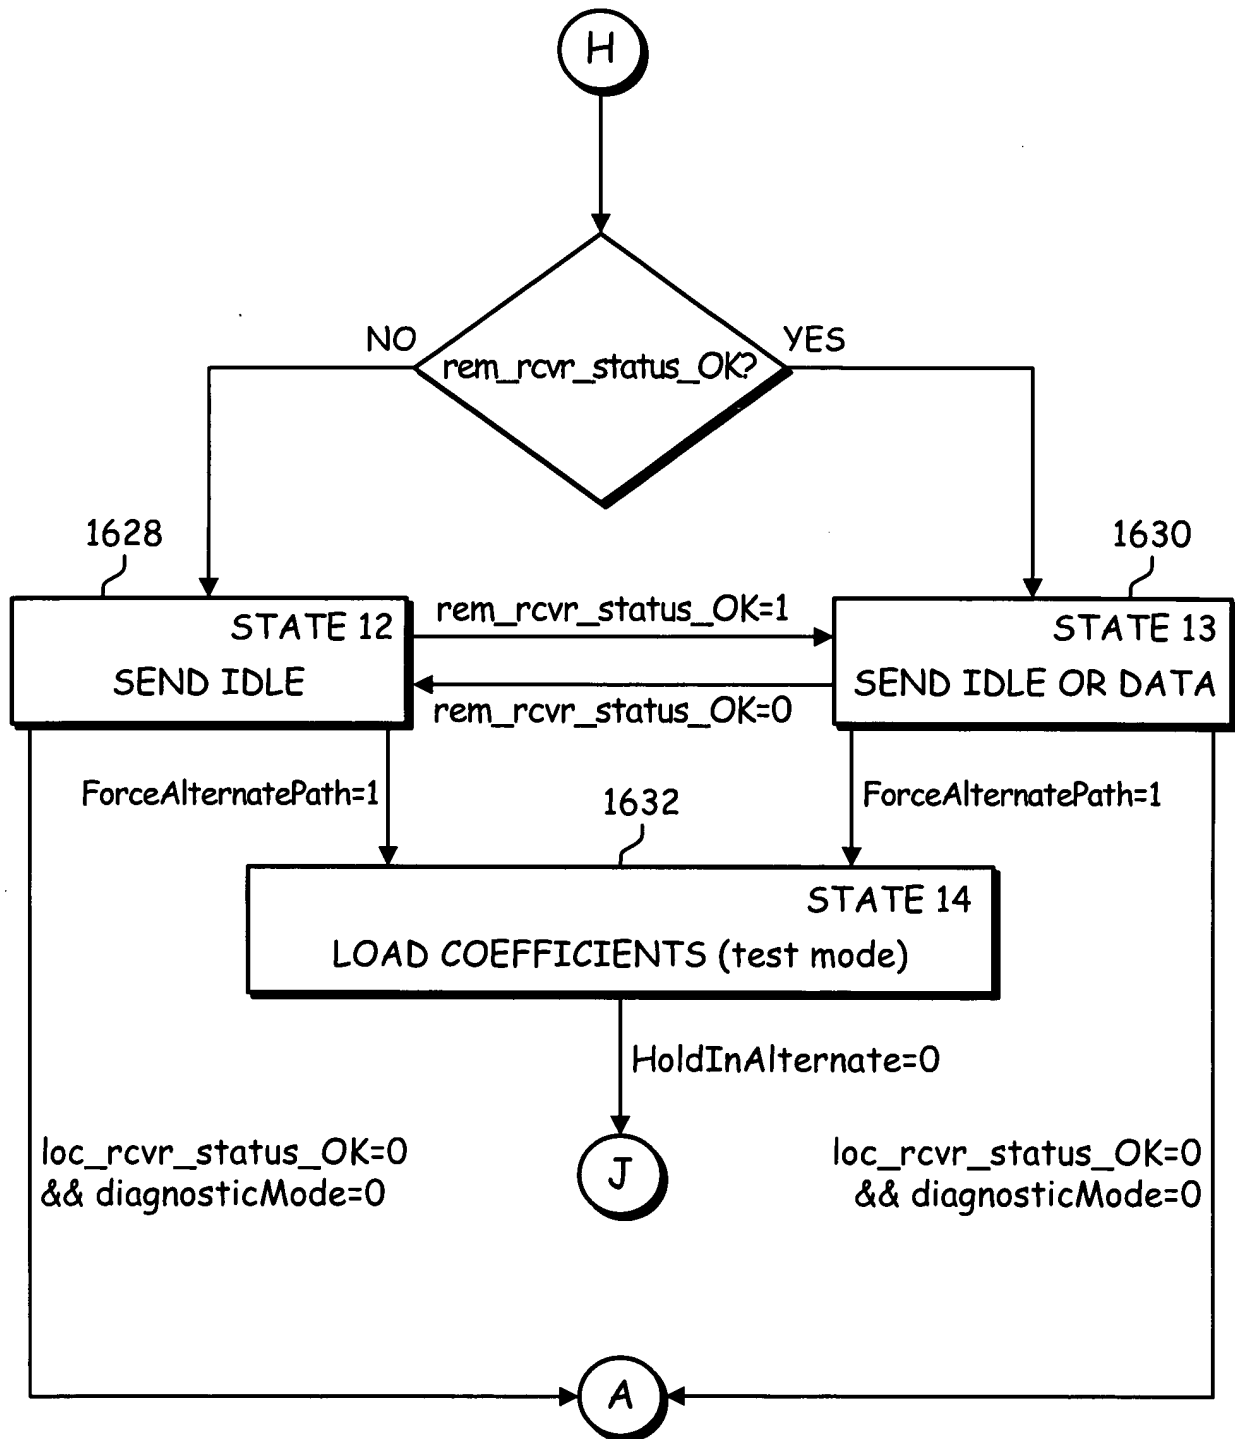 H
NO
YES
rem_rcvr_status_OK?
1628
1630
STATE 12
SEND IDLE
rem_rcvr_status_OK=1
rem_rcvr_status_OK=0
STATE 13
SEND IDLE OR DATA
ForceAlternatePath=1
ForceAlternatePath=1
1632
STATE 14
LOAD COEFFICIENTS (test mode)
HoldInAlternate=0
J
loc_rcvr_status_OK=0
&& diagnosticMode=0
loc_rcvr_status_OK=0
&& diagnosticMode=0
A